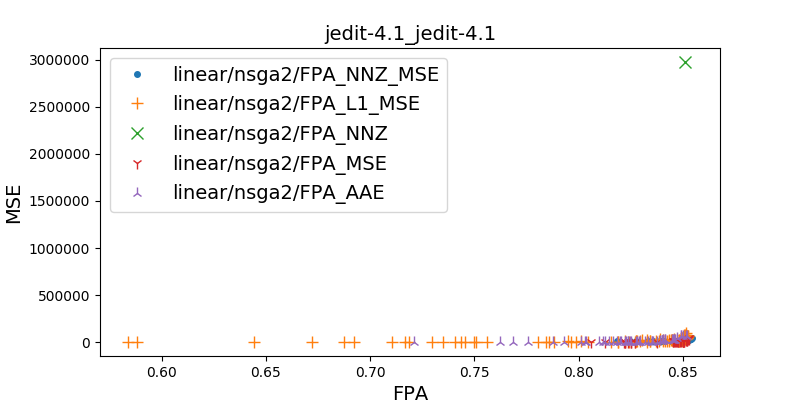 jedit-4.1_jedit-4.1
3000000
2500000
2000000
1500000
1000000
500000
0
MSE
linear/nsga2/FPA_NNZ_MSE
linear/nsga2/FPA_L1_MSE
linear/nsga2/FPA_NNZ
linear/nsga2/FPA_MSE
linear/nsga2/FPA_AAE
0.60 0.65 0.70 0.75 0.80 0.85
FPA